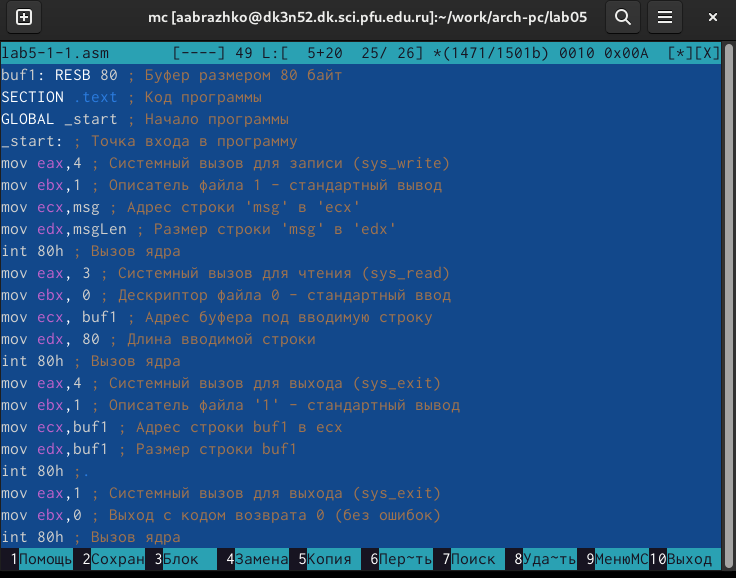 mc [aabrazhko@dk3n52.dk.sci.pfu.edu.ru]:~/work/arch-pc/lab05
lab5-1-1.asm [----] 49 L:[ 5+20 25/ 26] *(1471/1501b) 0010 0x00A [*][X]
buf1: RESB 80 ; Буфер размером 80 байт
SECTION .text ; Код программы
GLOBAL _start ; Начало программы
_start: ; Точка входа в программу
mov eax,4 ; Системный вызов для записи (sys_write)
mov ebx,1 ; Описатель файла 1 - стандартный вывод
mov ecx,msg ; Адрес строки 'msg' в 'ecx'
mov edx,msgLen ; Размер строки 'msg' в 'edx'
int 80h ; Вызов ядра
mov eax, 3 ; Системный вызов для чтения (sys_read)
mov ebx, 0 ; Дескриптор файла 0 - стандартный ввод
mov ecx, buf1 ; Адрес буфера под вводимую строку
mov edx, 80 ; Длина вводимой строки
int 80h ; Вызов ядра
mov eax,4 ; Системный вызов для выхода (sys_exit)
mov ebx,1 ; Описатель файла '1' - стандартный вывод
mov ecx,buf1 ; Адрес строки buf1 в ecx
mov edx,buf1 ; Размер строки buf1
int 80h ;.
mov eax,1 ; Системный вызов для выхода (sys_exit)
mov ebx,0 ; Выход с кодом возврата 0 (без ошибок)
int 80h ; Вызов ядра
1Помощь 2Сохран 3Блок 4Замена 5Копия 6Пер~ть 7Поиск 8Уда~ть 9МенюMC 10Выход